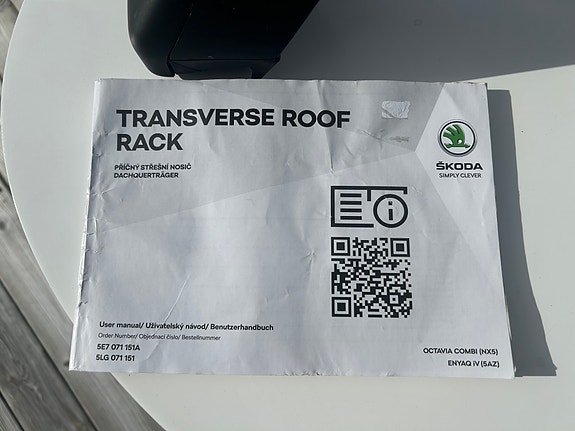 TRANSVERSE ROOF
RACK
PŘÍČNÝ STŘEŠNÍ NOSIČ
DACHQUERTRÄGER
ŠKODA
SIMPLY CLEVER
i
User manual/ Uživatelský návod/ Benutzerhandbuch
Order Number/ Objednací číslo/ Bestellnummer
5E7 071 151A
5LG 071 151
OCTAVIA COMBI (NX5)
ENYAQ iV (5AZ)